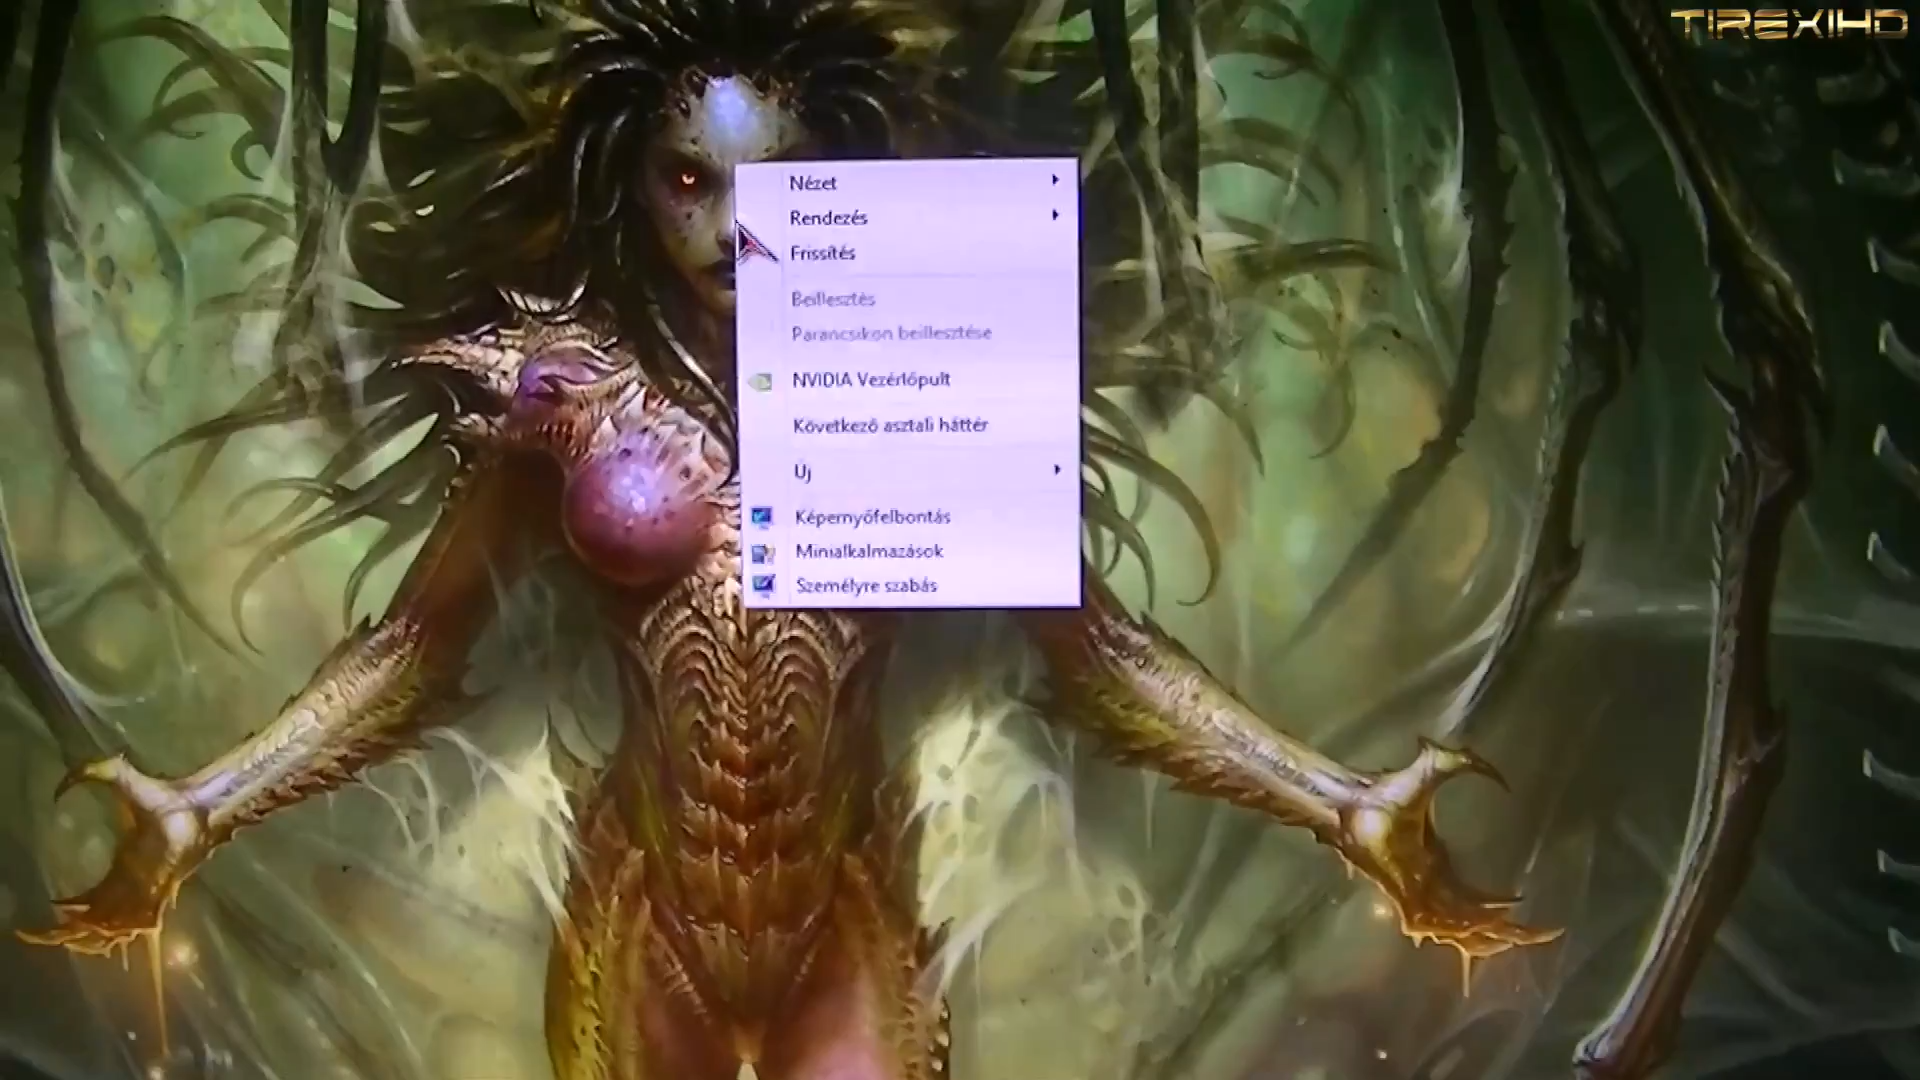 TIREXIHD
Nézet
Rendezés
Frissítés
Beillesztés
Parancsikon beillesztése
NVIDIA Vezérlőpult
Következő asztali háttér
Új
Képernyőfelbontás
Minialkalmazások
Személyre szabás